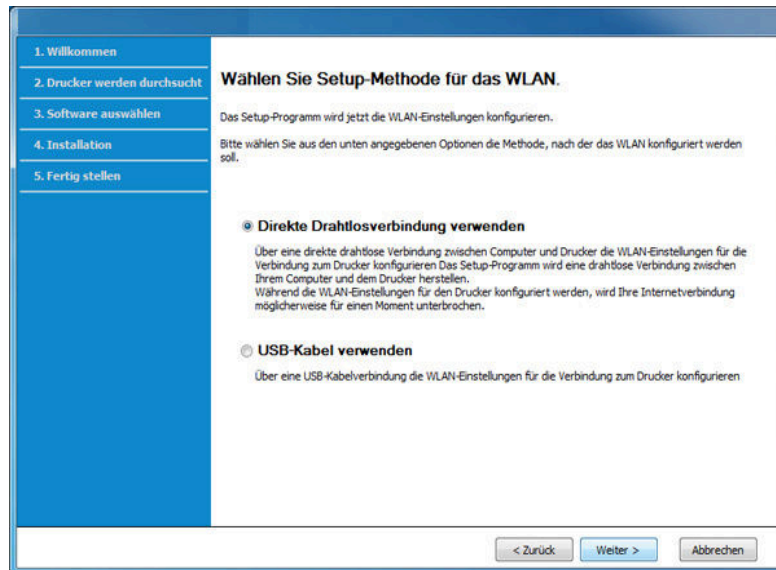 1. Willkommen
2. Drucker werden durchsucht
3. Software auswählen
4. Installation
5. Fertig stellen
Wählen Sie Setup-Methode für das WLAN.
Das Setup-Programm wird jetzt die WLAN-Einstellungen konfigurieren.
Bitte wählen Sie aus den unten angegebenen Optionen die Methode, nach der das WLAN konfiguriert werden
soll.
Direkte Drahtlosverbindung verwenden
Über eine direkte drahtlose Verbindung zwischen Computer und Drucker die WLAN-Einstellungen für die
Verbindung zum Drucker konfigurieren Das Setup-Programm wird eine drahtlose Verbindung zwischen
Ihrem Computer und dem Drucker herstellen.
Während die WLAN-Einstellungen für den Drucker konfiguriert werden, wird Ihre Internetverbindung
möglicherweise für einen Moment unterbrochen.
USB-Kabel verwenden
Über eine USB-Kabelverbindung die WLAN-Einstellungen für die Verbindung zum Drucker konfigurieren
< Zurück
Weiter >
Abbrechen